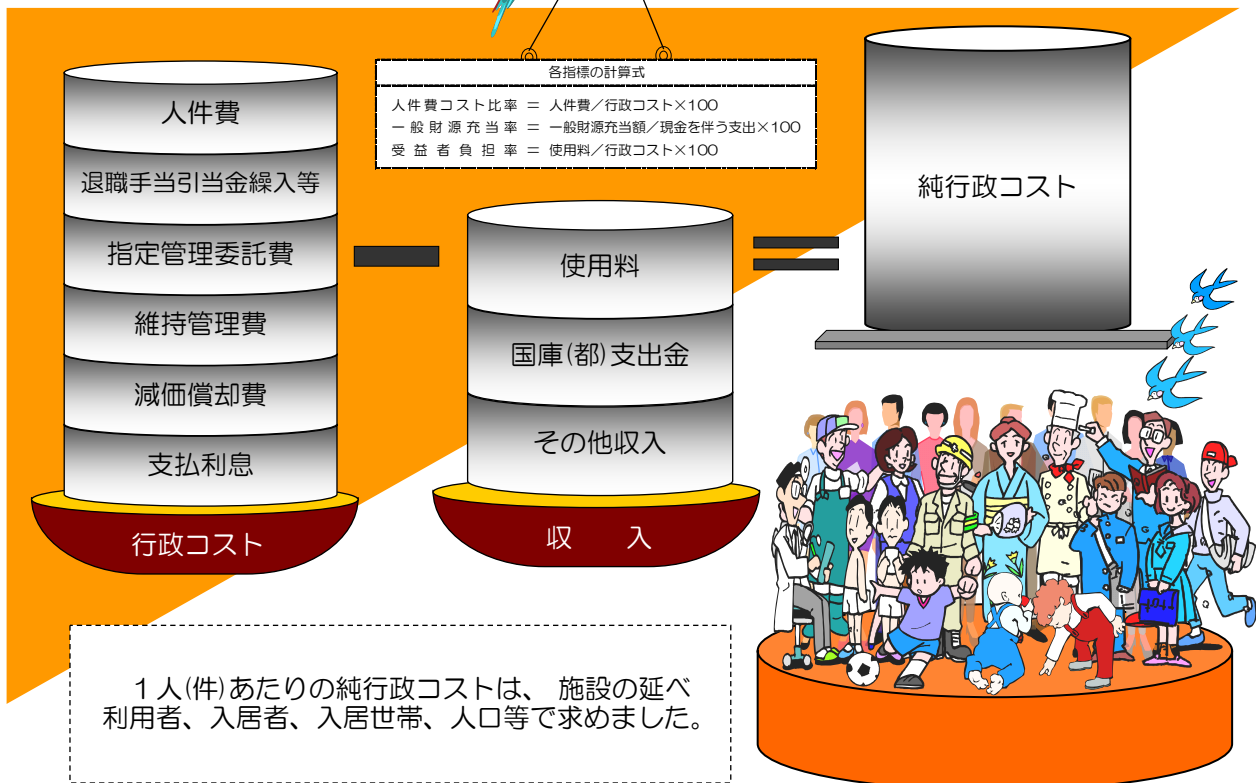 各指標の計算式
人件費コスト比率 ＝ 人件費／行政コスト×100
一般財源充当率 ＝ 一般財源充当額／現金を伴う支出×100
受益者負担率 ＝ 使用料／行政コスト×100
人件費
退職手当引当金繰入等
指定管理委託費
維持管理費
減価償却費
支払利息
行政コスト
使用料
国庫(都)支出金
その他収入
収　入
純行政コスト
１人(件)あたりの純行政コストは、 施設の延べ
利用者、入居者、入居世帯、人口等で求めました。